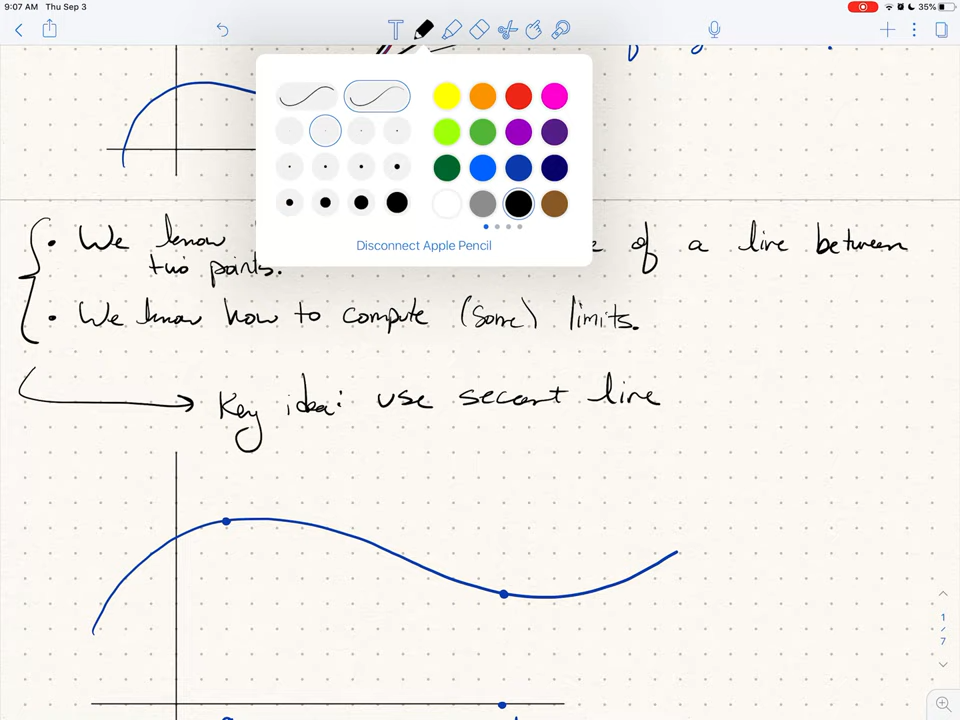 9:07 AM Thu Sep 3
35%
T
Disconnect Apple Pencil
• We know of a line between
two points.
• We know how to compute (some) limits.
Key idea: use secant line
1
/
7